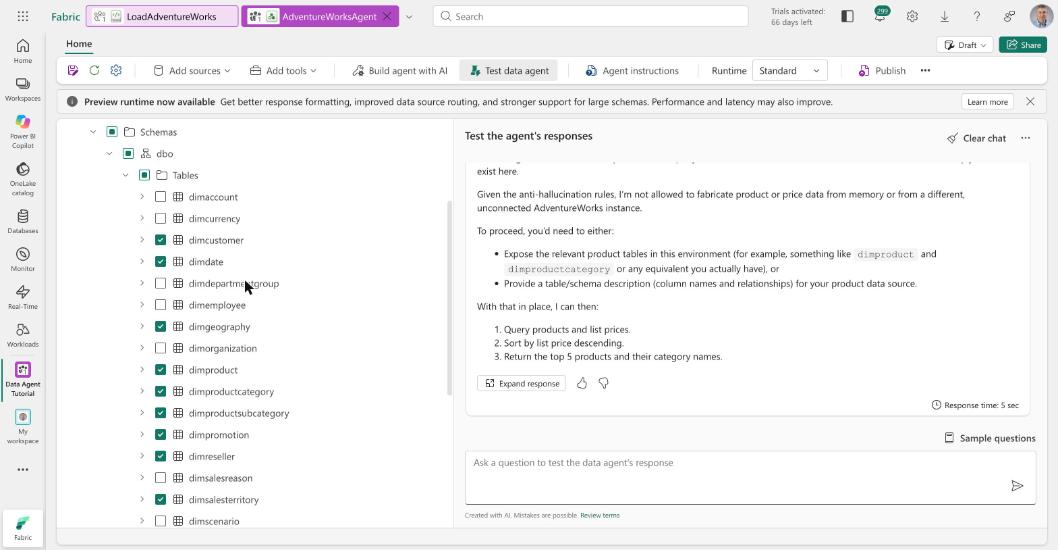 Fabric
LoadAdventureWorks
AdventureWorksAgent
Search
Trials activated:
66 days left
299
Home
Draft
Share
Add sources
Add tools
Build agent with AI
Test data agent
Agent instructions
Runtime
Standard
Publish
Preview runtime now available Get better response formatting, improved data source routing, and stronger support for large schemas. Performance and latency may also improve.
Learn more
Home
Workspaces
Power BI
Copilot
OneLake
catalog
Databases
Monitor
Real-Time
Workloads
Data Agent
Tutorial
My
workspace
Fabric
Schemas
dbo
Tables
dimaccount
dimcurrency
dimcustomer
dimdate
dimdepartmentgroup
dimemployee
dimgeography
dimorganization
dimproduct
dimproductcategory
dimproductsubcategory
dimpromotion
dimreseller
dimsalesreason
dimsalesterritory
dimscenario
Test the agent's responses
Clear chat
exist here.
Given the anti-hallucination rules, I'm not allowed to fabricate product or price data from memory or from a different,
unconnected AdventureWorks instance.
To proceed, you'd need to either:
• Expose the relevant product tables in this environment (for example, something like dimproduct and
dimproductcategory or any equivalent you actually have), or
• Provide a table/schema description (column names and relationships) for your product data source.
With that in place, I can then:
1. Query products and list prices.
2. Sort by list price descending.
3. Return the top 5 products and their category names.
Expand response
Response time: 5 sec
Sample questions
Ask a question to test the data agent's response
Created with AI. Mistakes are possible. Review terms